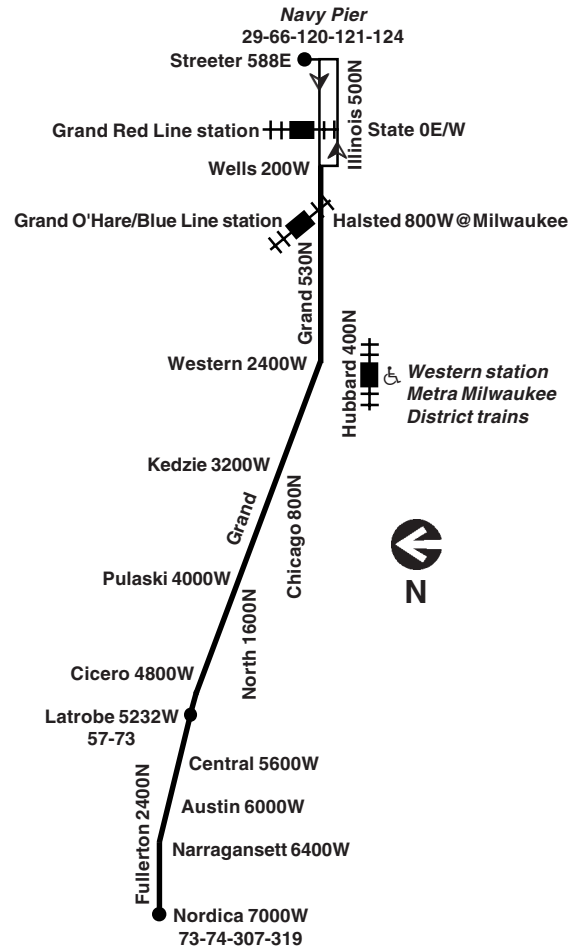 Navy Pier
29-66-120-121-124
Streeter 588E
Illinois 500N
Grand Red Line station
State 0E/W
Wells 200W
Grand O'Hare/Blue Line station
Halsted 800W@Milwaukee
Grand 530N
Hubbard 400N
Western 2400W
Western station
Metra Milwaukee
District trains
Kedzie 3200W
Grand
Chicago 800N
N
Pulaski 4000W
North 1600N
Cicero 4800W
Latrobe 5232W
57-73
Central 5600W
Fullerton 2400N
Austin 6000W
Narragansett 6400W
Nordica 7000W
73-74-307-319